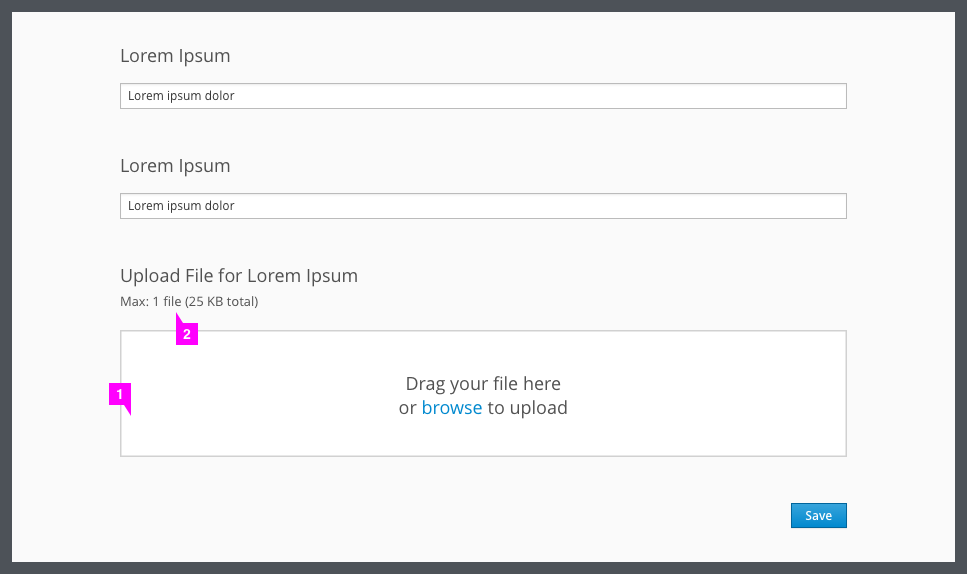 Lorem Ipsum
Lorem ipsum dolor
Lorem Ipsum
Lorem ipsum dolor
Upload File for Lorem Ipsum
Max: 1 file (25 KB total)
2
1
Drag your file here
or browse to upload
Save